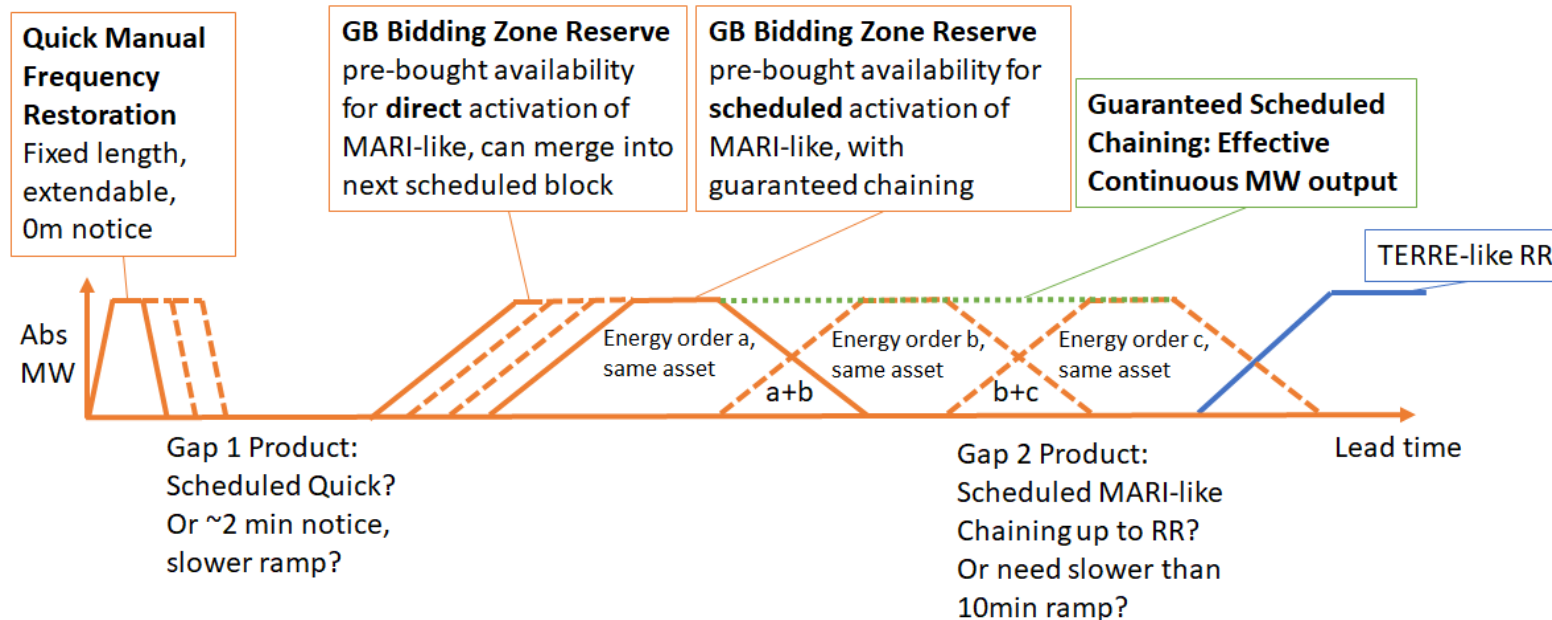 Quick Manual
Frequency
Restoration
Fixed length,
extendable,
0m notice
GB Bidding Zone Reserve
pre-bought availability
for direct activation of
MARI-like, can merge into
next scheduled block
GB Bidding Zone Reserve
pre-bought availability for
scheduled activation of
MARI-like, with
guaranteed chaining
Guaranteed Scheduled
Chaining: Effective
Continuous MW output
TERRE-like RR
Abs
MW
Energy order a,
same asset
Energy order b,
same asset
Energy order c,
same asset
a+b
b+c
Lead time
Gap 1 Product:
Scheduled Quick?
Or ~2 min notice,
slower ramp?
Gap 2 Product:
Scheduled MARI-like
Chaining up to RR?
Or need slower than
10min ramp?